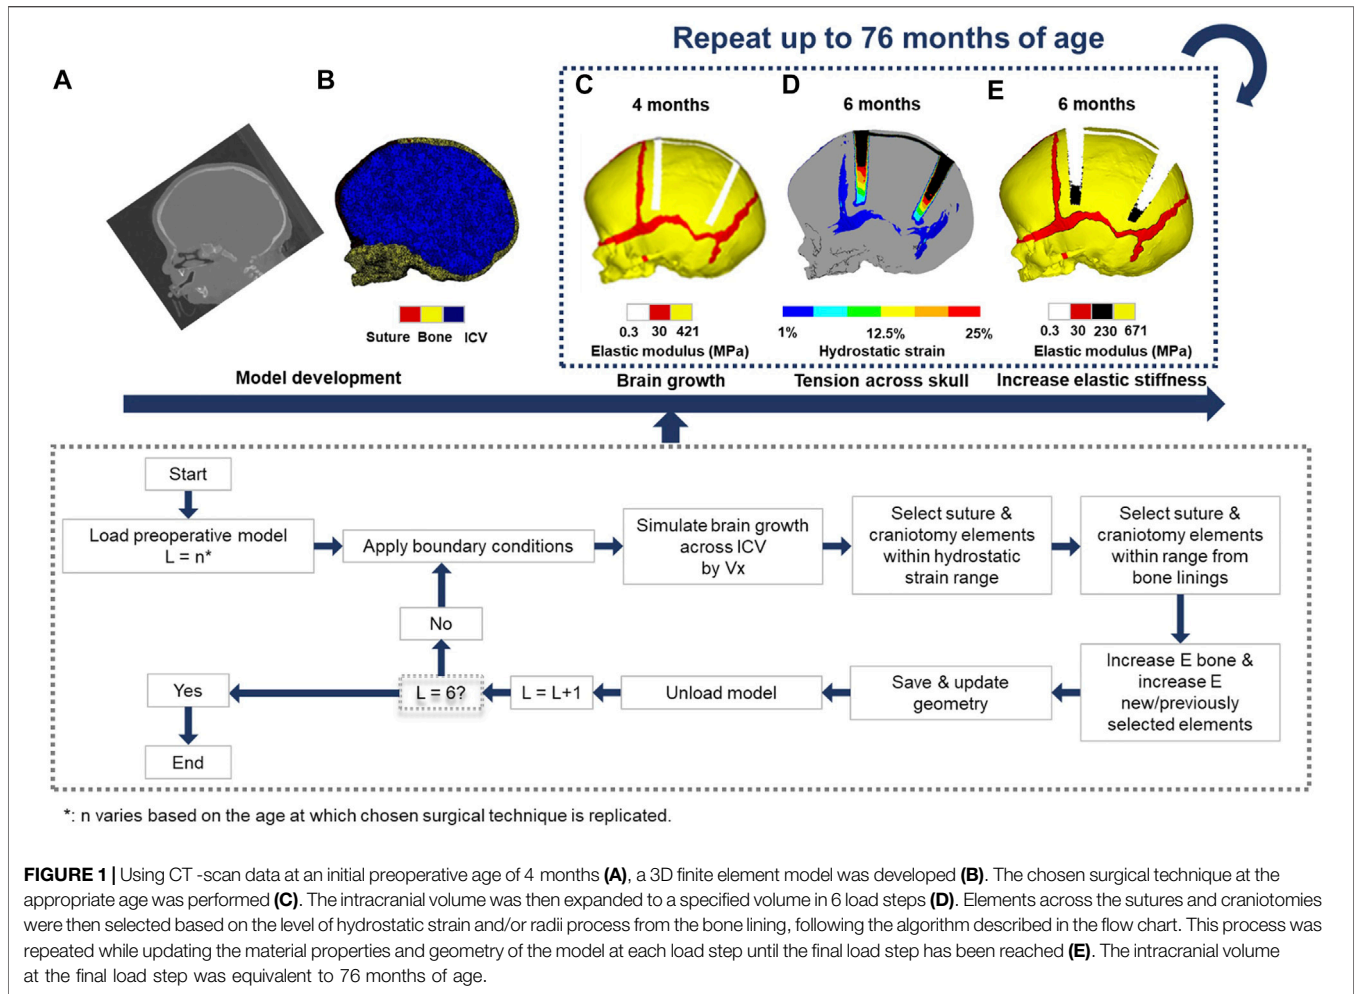 Repeat up to 76 months of age
A
B
C
D
E
4 months
6 months
6 months
Suture Bone ICV
0.3 30 421
Elastic modulus (MPa)
1% 12.5% 25%
Hydrostatic strain
0.3 30 230 671
Elastic modulus (MPa)
Model development
Brain growth
Tension across skull
Increase elastic stiffness
Start
Load preoperative model
L = n*
Apply boundary conditions
Simulate brain growth
across ICV
by Vx
Select suture &
craniotomy elements
within hydrostatic
strain range
Select suture &
craniotomy elements
within range from
bone linings
No
Yes
L = 6?
L = L+1
Unload model
Save & update
geometry
Increase E bone &
increase E
new/previously
selected elements
End
*: n varies based on the age at which chosen surgical technique is replicated.
FIGURE 1 | Using CT -scan data at an initial preoperative age of 4 months (A), a 3D finite element model was developed (B). The chosen surgical technique at the
appropriate age was performed (C). The intracranial volume was then expanded to a specified volume in 6 load steps (D). Elements across the sutures and craniotomies
were then selected based on the level of hydrostatic strain and/or radii process from the bone lining, following the algorithm described in the flow chart. This process was
repeated while updating the material properties and geometry of the model at each load step until the final load step has been reached (E). The intracranial volume
at the final load step was equivalent to 76 months of age.